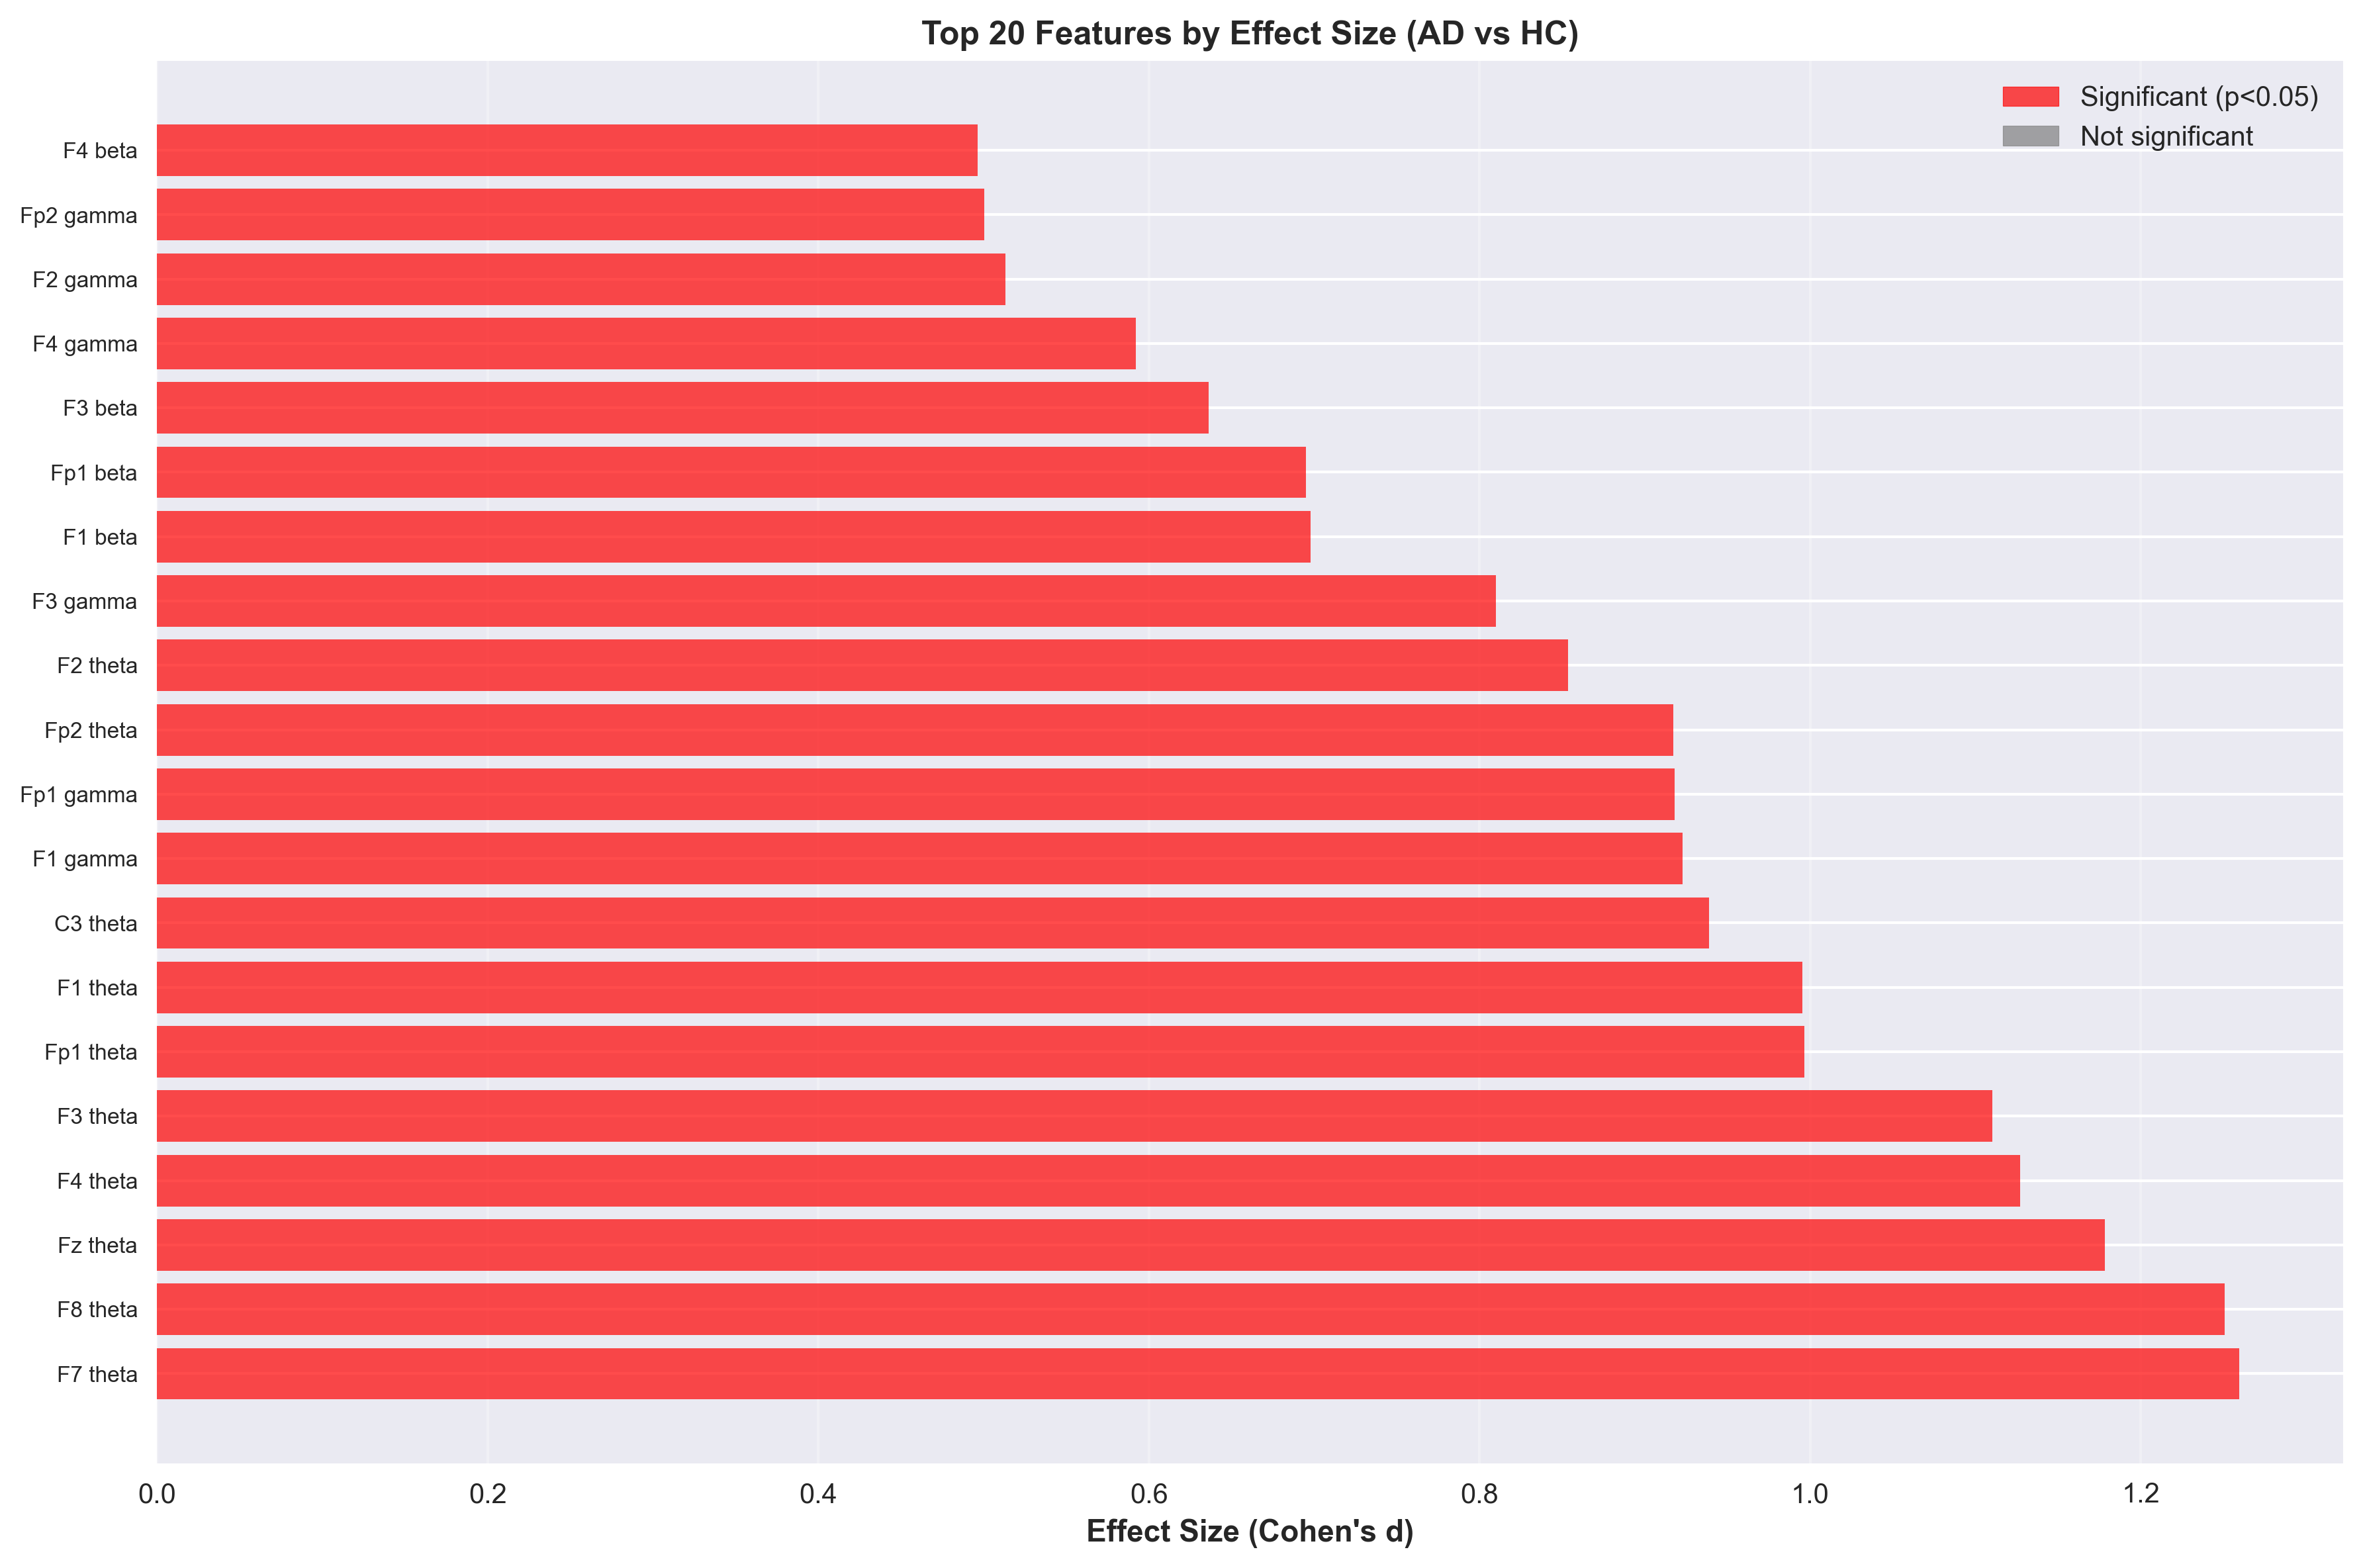 Top 20 Features by Effect Size (AD vs HC)
Significant (p<0.05)
Not significant
F4 beta
Fp2 gamma
F2 gamma
F4 gamma
F3 beta
Fp1 beta
F1 beta
F3 gamma
F2 theta
Fp2 theta
Fp1 gamma
F1 gamma
C3 theta
F1 theta
Fp1 theta
F3 theta
F4 theta
Fz theta
F8 theta
F7 theta
0.0 0.2 0.4 0.6 0.8 1.0 1.2
Effect Size (Cohen's d)